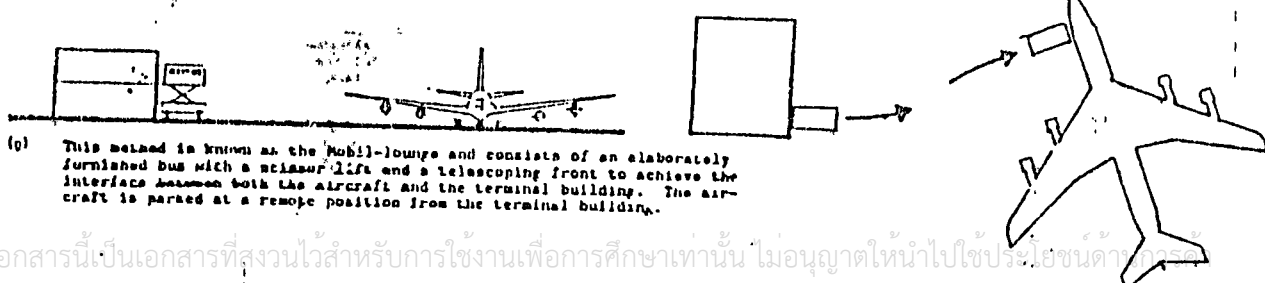 (g) This method is known as the Mobil-lounge and consists of an elaborately
furnished bus with a scissor lift and a telescoping front to achieve the
interface between both the aircraft and the terminal building. The air-
craft is parked at a remote position from the terminal building.
เอกสารนี้เป็นเอกสารที่สงวนไว้สำหรับการใช้งานเพื่อการศึกษาเท่านั้น ไม่อนุญาตให้นำไปใช้ประโยชน์ด้านการค้า